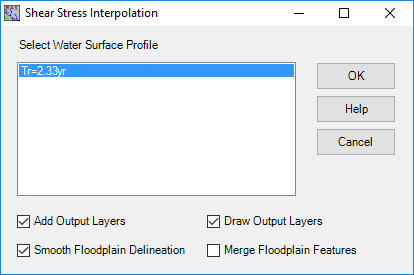 Shear Stress Interpolation
Select Water Surface Profile
Tr=2.33yr
OK
Help
Cancel
Add Output Layers
Draw Output Layers
Smooth Floodplain Delineation
Merge Floodplain Features